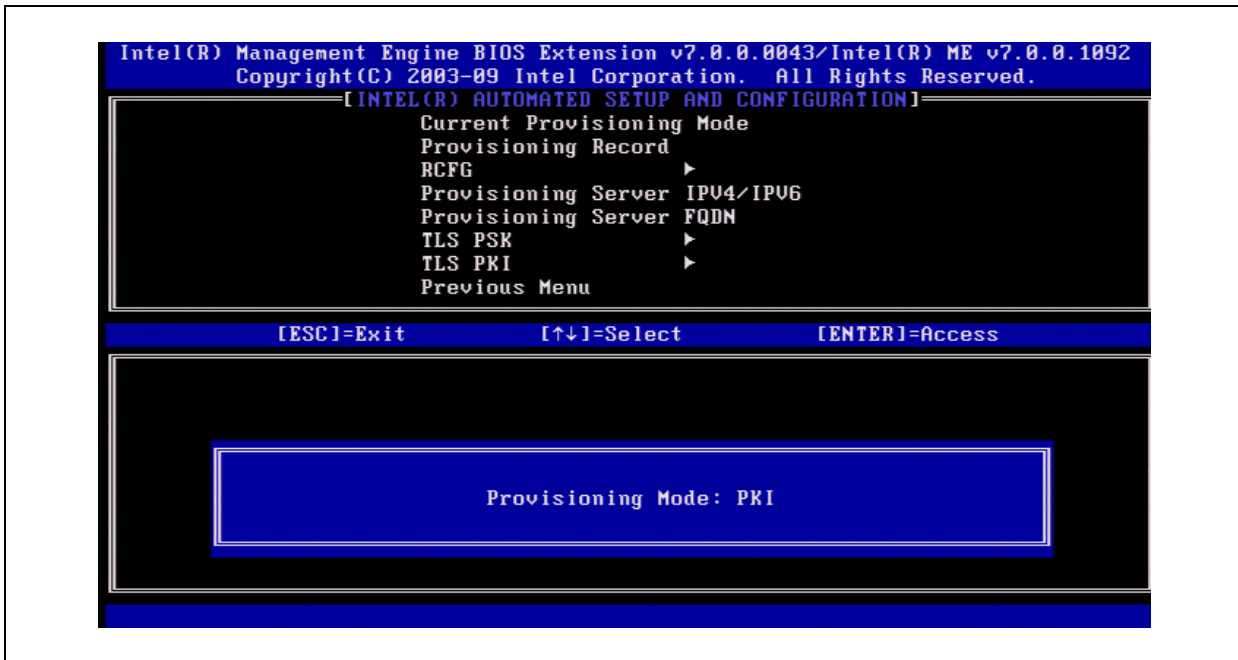 Intel(R) Management Engine BIOS Extension v7.0.0.0043/Intel(R) ME v7.0.0.1092
Copyright(C) 2003-09 Intel Corporation. All Rights Reserved.
[INTEL(R) AUTOMATED SETUP AND CONFIGURATION]
Current Provisioning Mode
Provisioning Record
RCFG ►
Provisioning Server IPV4/IPV6
Provisioning Server FQDN
TLS PSK ►
TLS PKI ►
Previous Menu
[ESC]=Exit [↑↓]=Select [ENTER]=Access
Provisioning Mode: PKI